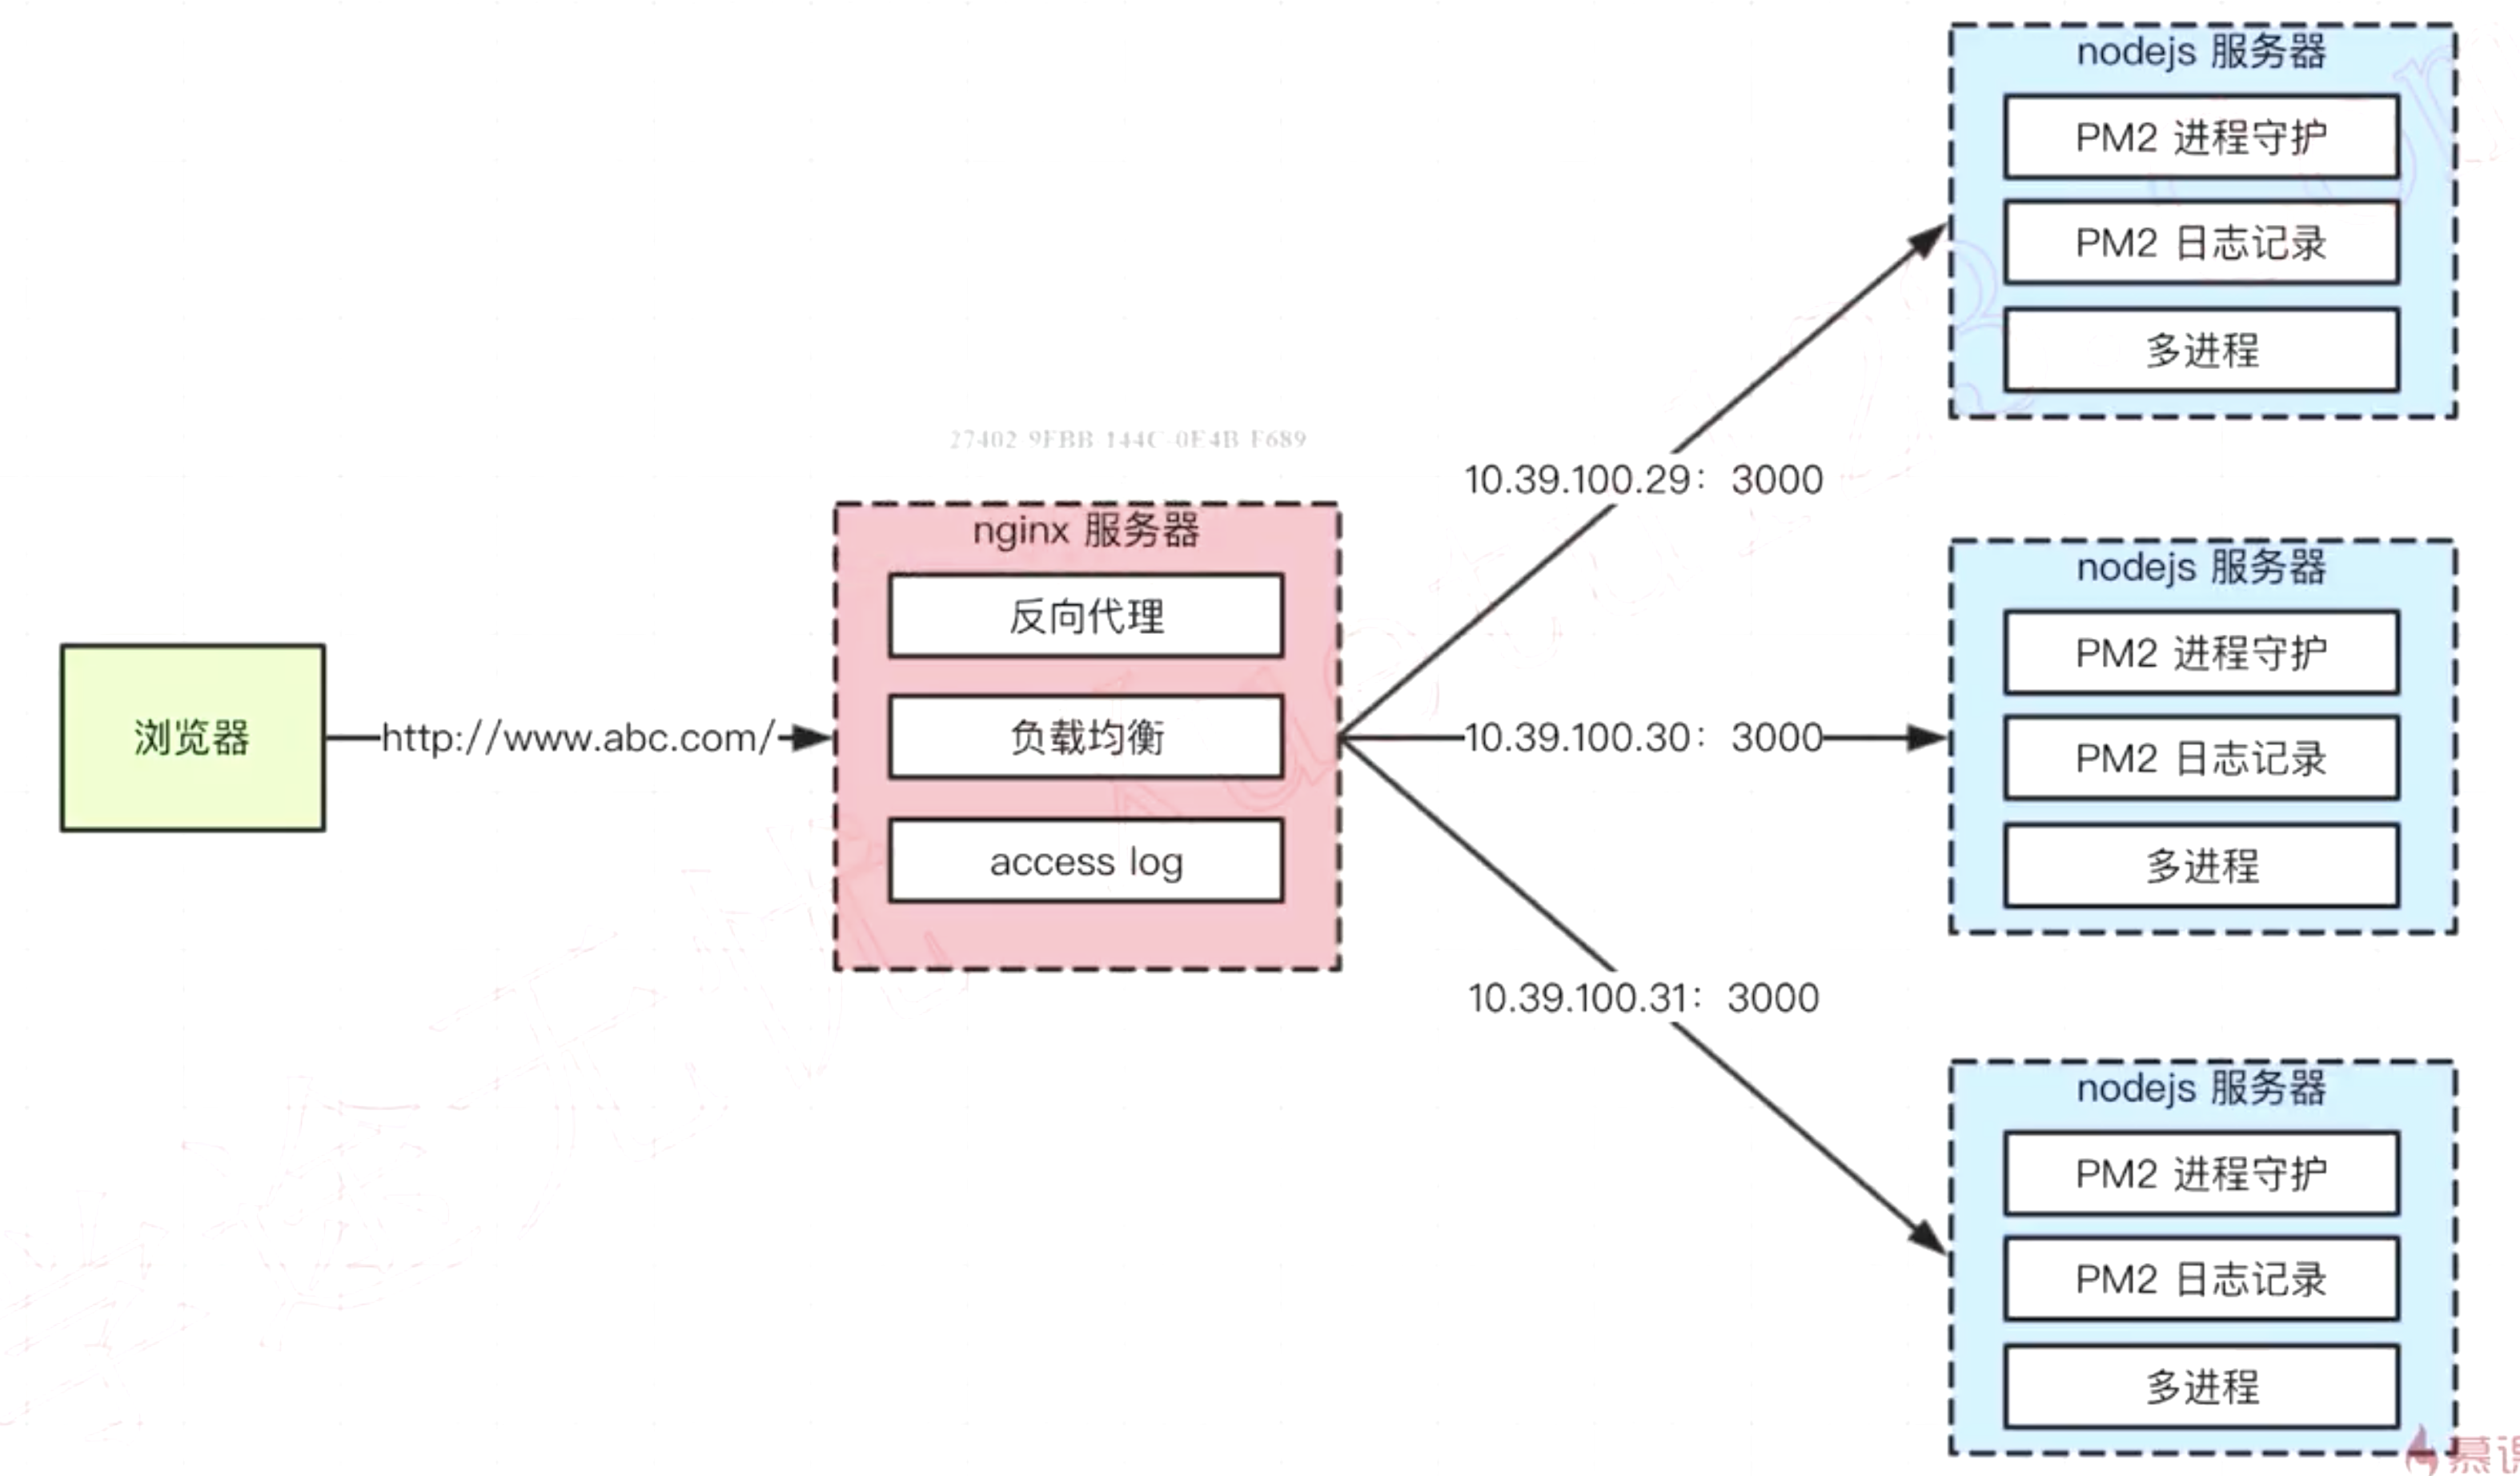 浏览器
http://www.abc.com/
27402 9FBB 144C 0E4B F689
nginx 服务器
反向代理
负载均衡
access log
10.39.100.29：3000
10.39.100.30：3000
10.39.100.31：3000
nodejs 服务器
PM2 进程守护
PM2 日志记录
多进程
nodejs 服务器
PM2 进程守护
PM2 日志记录
多进程
nodejs 服务器
PM2 进程守护
PM2 日志记录
多进程